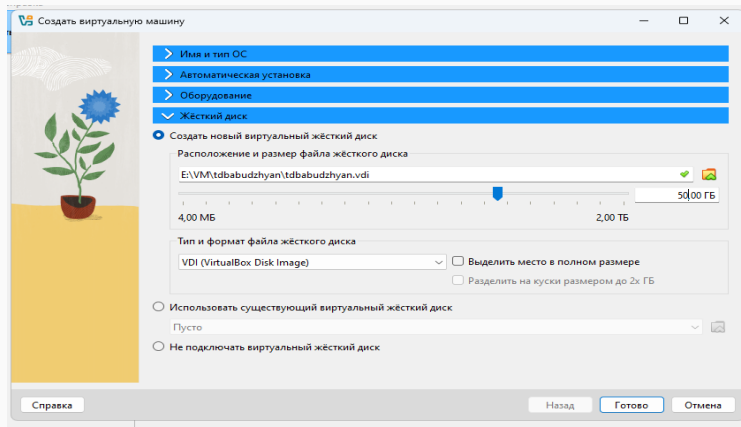 Создать виртуальную машину
Имя и тип ОС
Автоматическая установка
Оборудование
Жёсткий диск
Создать новый виртуальный жёсткий диск
Расположение и размер файла жёсткого диска
E:\VM\tdbabudzhyan\tdbabudzhyan.vdi
50,00 ГБ
4,00 МБ 2,00 ТБ
Тип и формат файла жёсткого диска
VDI (VirtualBox Disk Image) Выделить место в полном размере
Разделить на куски размером до 2х ГБ
Использовать существующий виртуальный жёсткий диск
Пусто
Не подключать виртуальный жёсткий диск
Справка Назад Готово Отмена